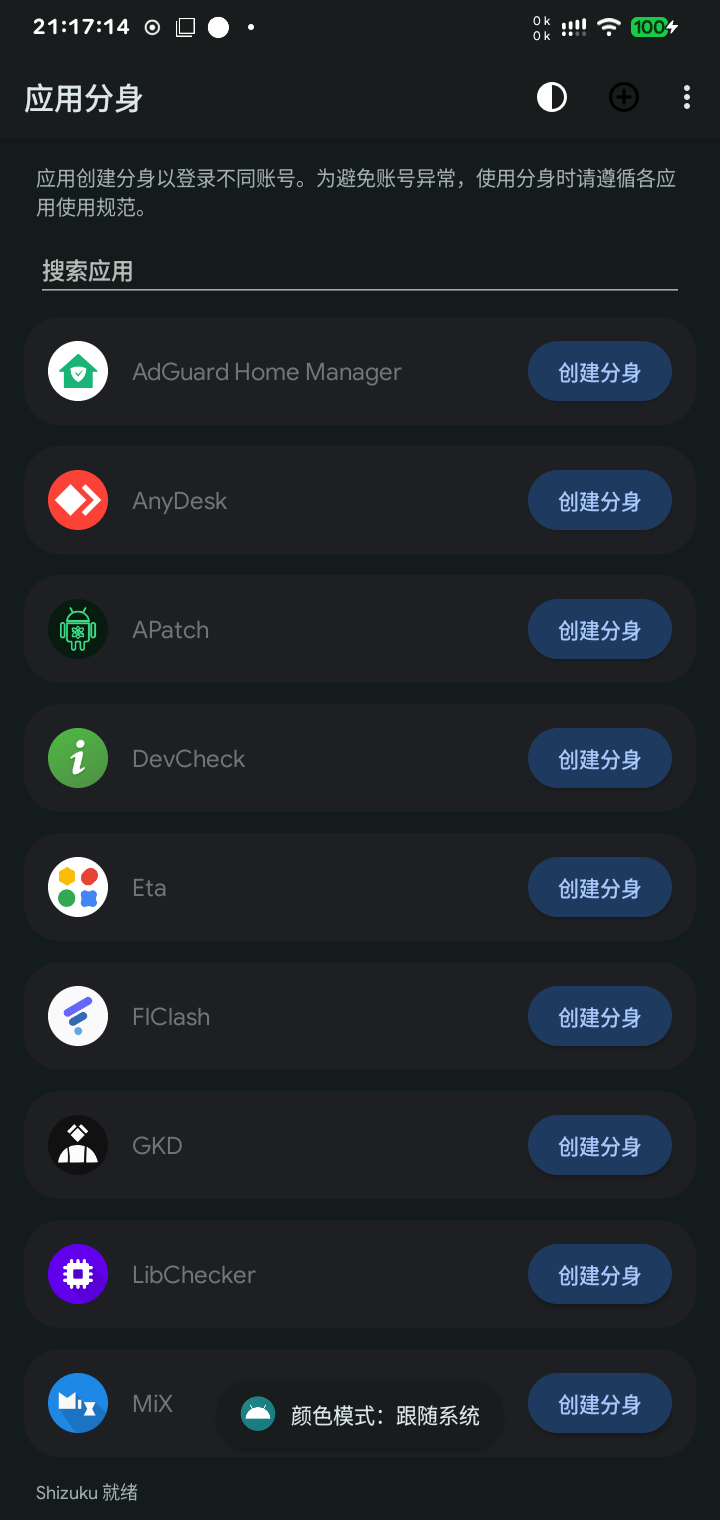 21:17:14
0 k
0 k
100
应用分身
应用创建分身以登录不同账号。为避免账号异常，使用分身时请遵循各应
用使用规范。
搜索应用
AdGuard Home Manager
创建分身
AnyDesk
创建分身
APatch
创建分身
DevCheck
创建分身
Eta
创建分身
FlClash
创建分身
GKD
创建分身
LibChecker
创建分身
MiX
创建分身
颜色模式：跟随系统
Shizuku 就绪